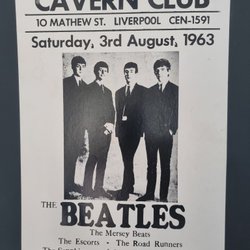 CAVERN CLUB
10 MATHEW ST. LIVERPOOL CEN-1591
Saturday, 3rd August, 1963
THE BEATLES
The Mersey Beats
The Escorts • The Road Runners